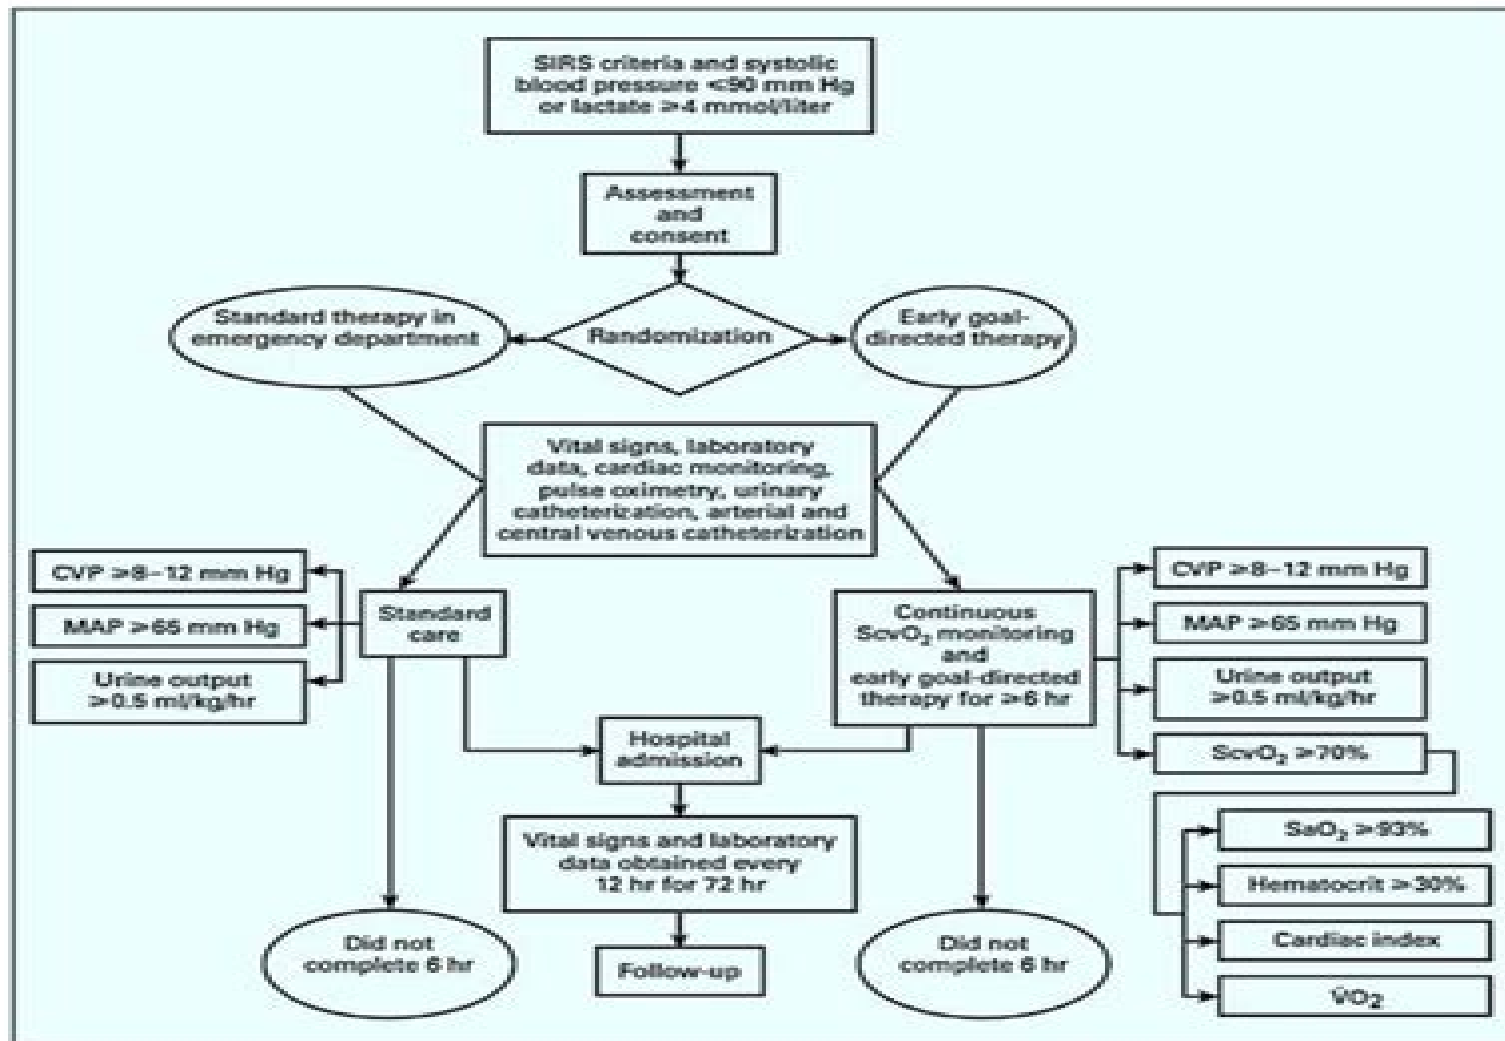 SIRS criteria and systolic
blood pressure <90 mm Hg
or lactate ≥4 mmol/liter
Assessment
and
consent
Standard therapy in
emergency department
Randomization
Early goal-
directed therapy
Vital signs, laboratory
data, cardiac monitoring,
pulse oximetry, urinary
catheterization, arterial and
central venous catheterization
CVP ≥8–12 mm Hg
MAP ≥65 mm Hg
Urine output
≥0.5 ml/kg/hr
Standard
care
Continuous
ScvO₂ monitoring
and
early goal-directed
therapy for ≥6 hr
CVP ≥8–12 mm Hg
MAP ≥65 mm Hg
Urine output
≥0.5 ml/kg/hr
ScvO₂ ≥70%
SaO₂ ≥93%
Hematocrit ≥30%
Cardiac index
V̇O₂
Hospital
admission
Vital signs and laboratory
data obtained every
12 hr for 72 hr
Follow-up
Did not
complete 6 hr
Did not
complete 6 hr